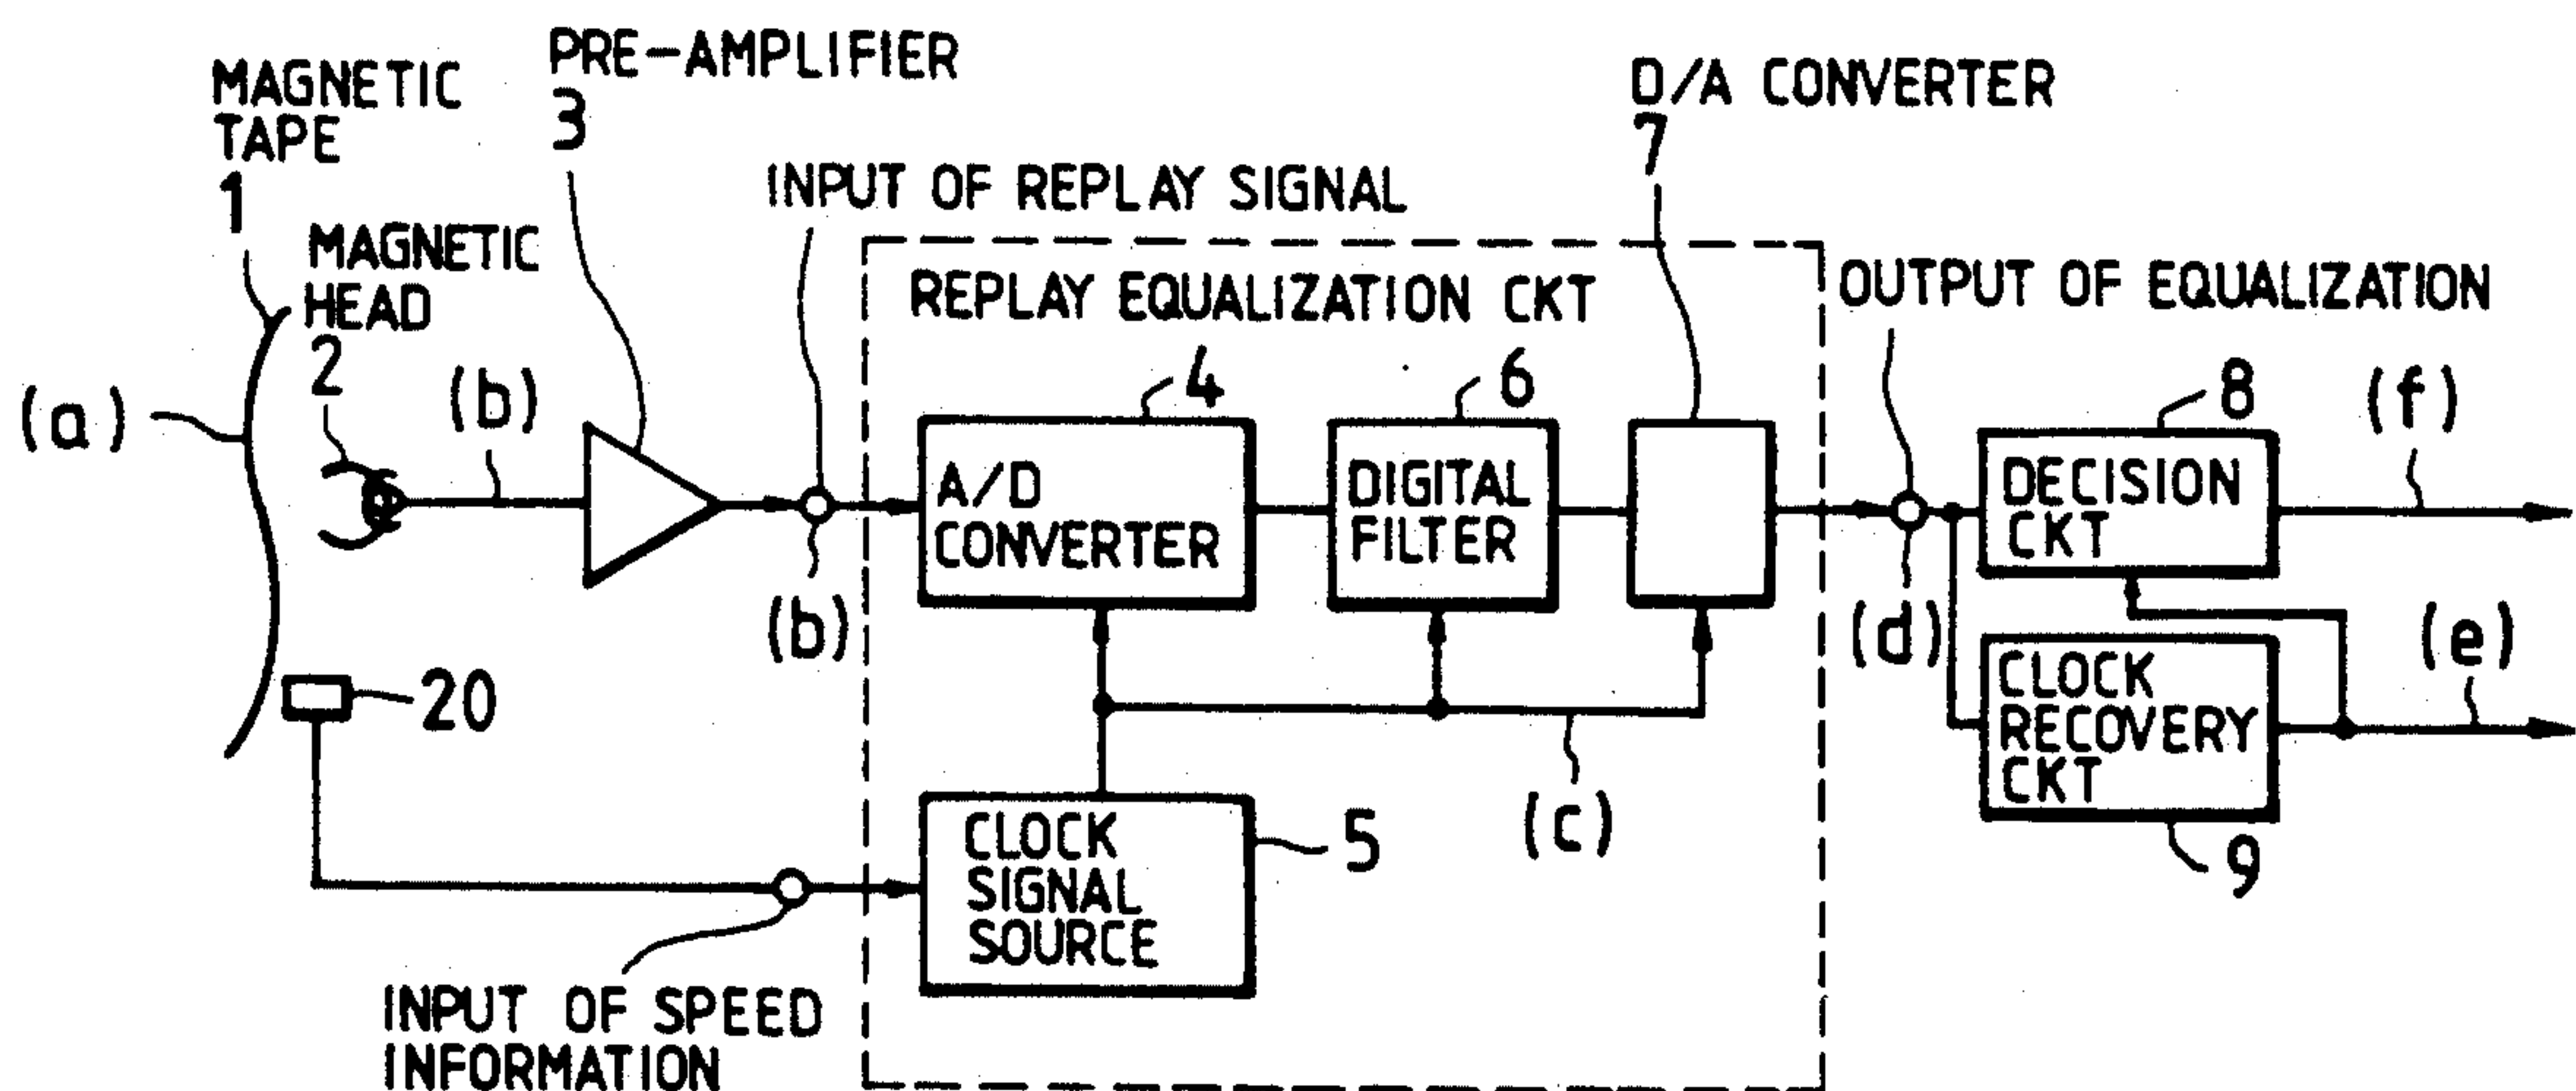 PRE-AMPLIFIER
3
MAGNETIC
TAPE
1
D/A CONVERTER
7
INPUT OF REPLAY SIGNAL
MAGNETIC
HEAD
2
REPLAY EQUALIZATION CKT
OUTPUT OF EQUALIZATION
(a)
(b)
4
6
8
(f)
A/D
CONVERTER
DIGITAL
FILTER
DECISION
CKT
(b)
(d)
(e)
20
CLOCK
RECOVERY
CKT
(c)
9
CLOCK
SIGNAL
SOURCE
5
INPUT OF SPEED
INFORMATION